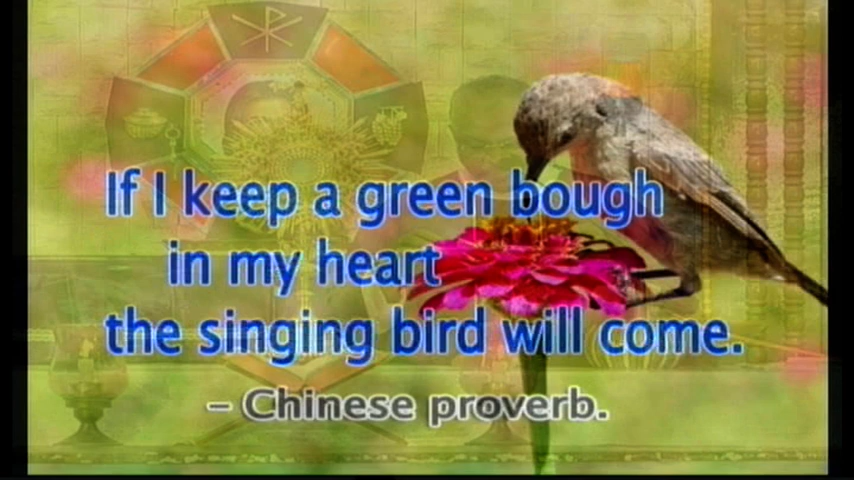 If I keep a green bough
in my heart
the singing bird will come.
– Chinese proverb.